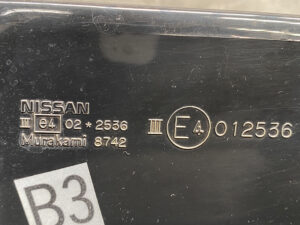 NISSAN
III e4 02*2536
Murakami 8742
III E4 012536
B3